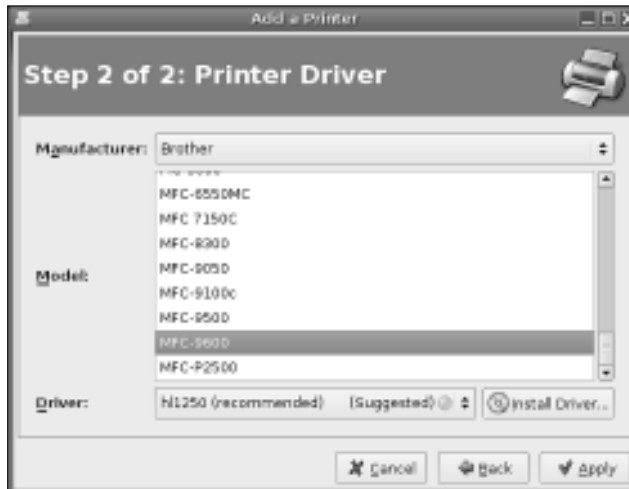 Add a Printer
Step 2 of 2: Printer Driver
Manufacturer: Brother
MFC-6550MC
MFC 7150C
MFC-8300
MFC-9050
Model:
MFC-9100c
MFC-9500
MFC-9600
MFC-P2500
Driver: hl1250 (recommended) (Suggested) Install Driver...
Cancel Back Apply